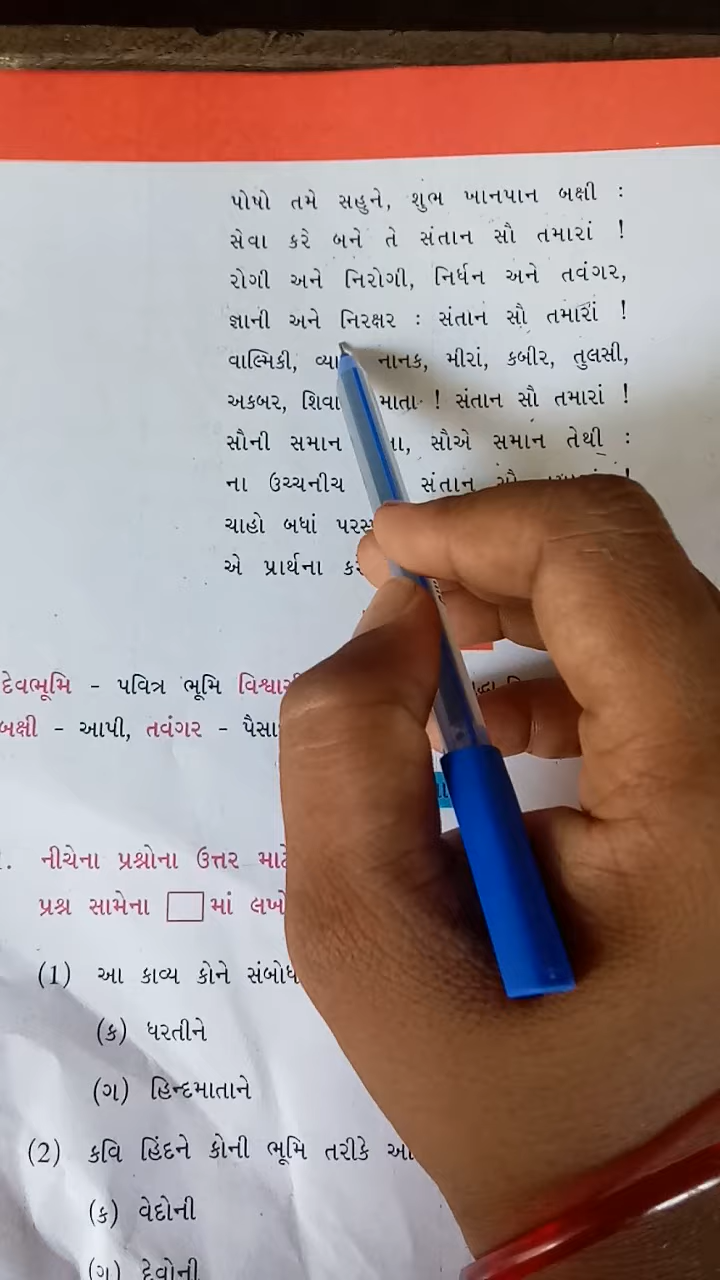 પોષો તમે સહુને, શુભ ખાનપાન બક્ષી :
સેવા કરે બને તે સંતાન સૌ તમારાં !
રોગી અને નિરોગી, નિર્ધન અને તવંગર,
જ્ઞાની અને નિરક્ષર : સંતાન સૌ તમારાં !
વાલ્મિકી, નાનક, મીરાં, કબીર, તુલસી,
અકબર, માતા ! સંતાન સૌ તમારાં !
સૌની સમાન સૌએ સમાન તેથી :
ના ઉચ્ચનીચ સંતાન
ચાહો બધાં
એ પ્રાર્થના
દેવભૂમિ - પવિત્ર ભૂમિ
બક્ષી - આપી, તવંગર -
નીચેના પ્રશ્નોના ઉત્તર માટે
પ્રશ્ન સામેના માં લખો
(1) આ કાવ્ય કોને
(ક) ધરતીને
(ગ) હિન્દમાતાને
(2) કવિ હિંદને કોની ભૂમિ તરીકે
(ક) વેદોની
(ગ) દેવોની